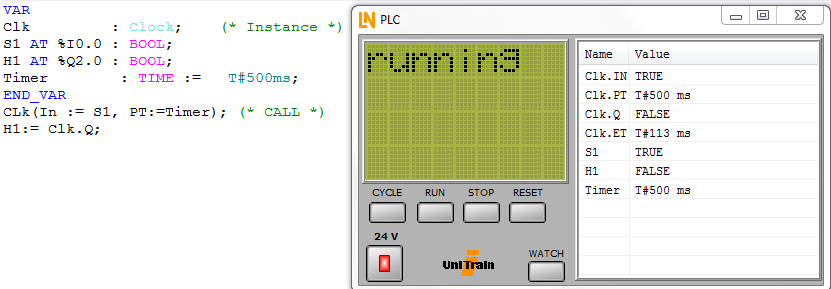 VAR
Clk : Clock; (* Instance *)
S1 AT %I0.0 : BOOL;
H1 AT %Q2.0 : BOOL;
Timer : TIME := T#500ms;
END_VAR
CLk(In := S1, PT:=Timer); (* CALL *)
H1:= Clk.Q;
LN PLC
running
CYCLE RUN STOP RESET
24 V
UniTrain
WATCH
Name Value
Clk.IN TRUE
Clk.PT T#500 ms
Clk.Q FALSE
Clk.ET T#113 ms
S1 TRUE
H1 FALSE
Timer T#500 ms